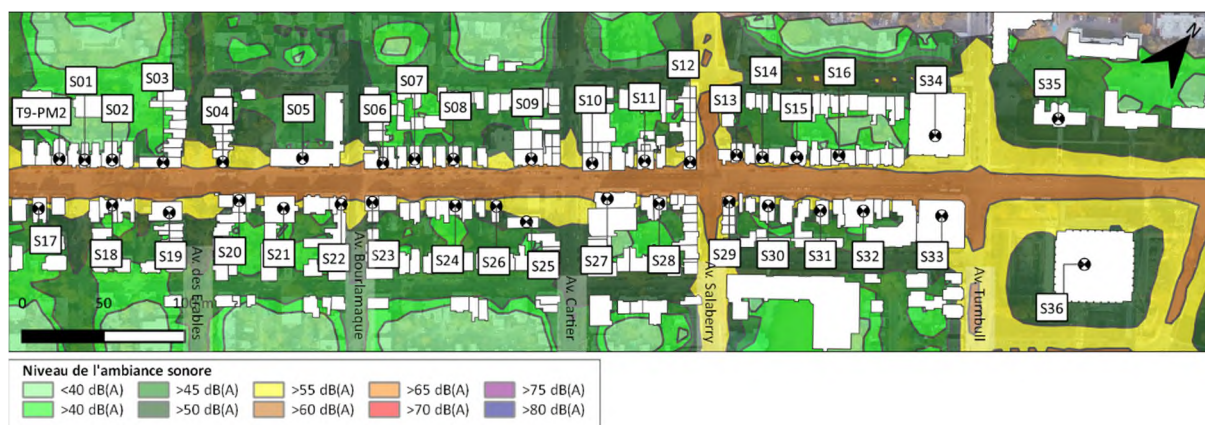 N
S12
S07
S14
S16
S34
S01
S03
S35
T9-PM2
S02
S04
S05
S06
S08
S09
S10
S11
S13
S15
S17
S18
S19
S20
S21
S22
S23
S24
S26
S25
S27
S28
S29
S30
S31
S32
S33
S36
Av. des Érables
Av. Bourlamaque
Av. Cartier
Av. Salaberry
Av. Turnbull
0 50 100 m
Niveau de l'ambiance sonore
<40 dB(A) >45 dB(A) >55 dB(A) >65 dB(A) >75 dB(A)
>40 dB(A) >50 dB(A) >60 dB(A) >70 dB(A) >80 dB(A)